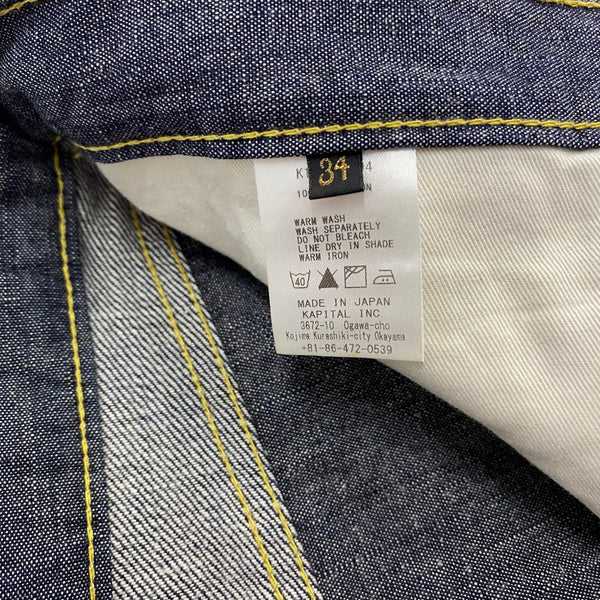 34
WARM WASH
WASH SEPARATELY
DO NOT BLEACH
LINE DRY IN SHADE
WARM IRON
40
MADE IN JAPAN
KAPITAL INC.
3672-10 Ogawa-cho
Kojima Kurashiki-city Okayama
+81-86-472-0539